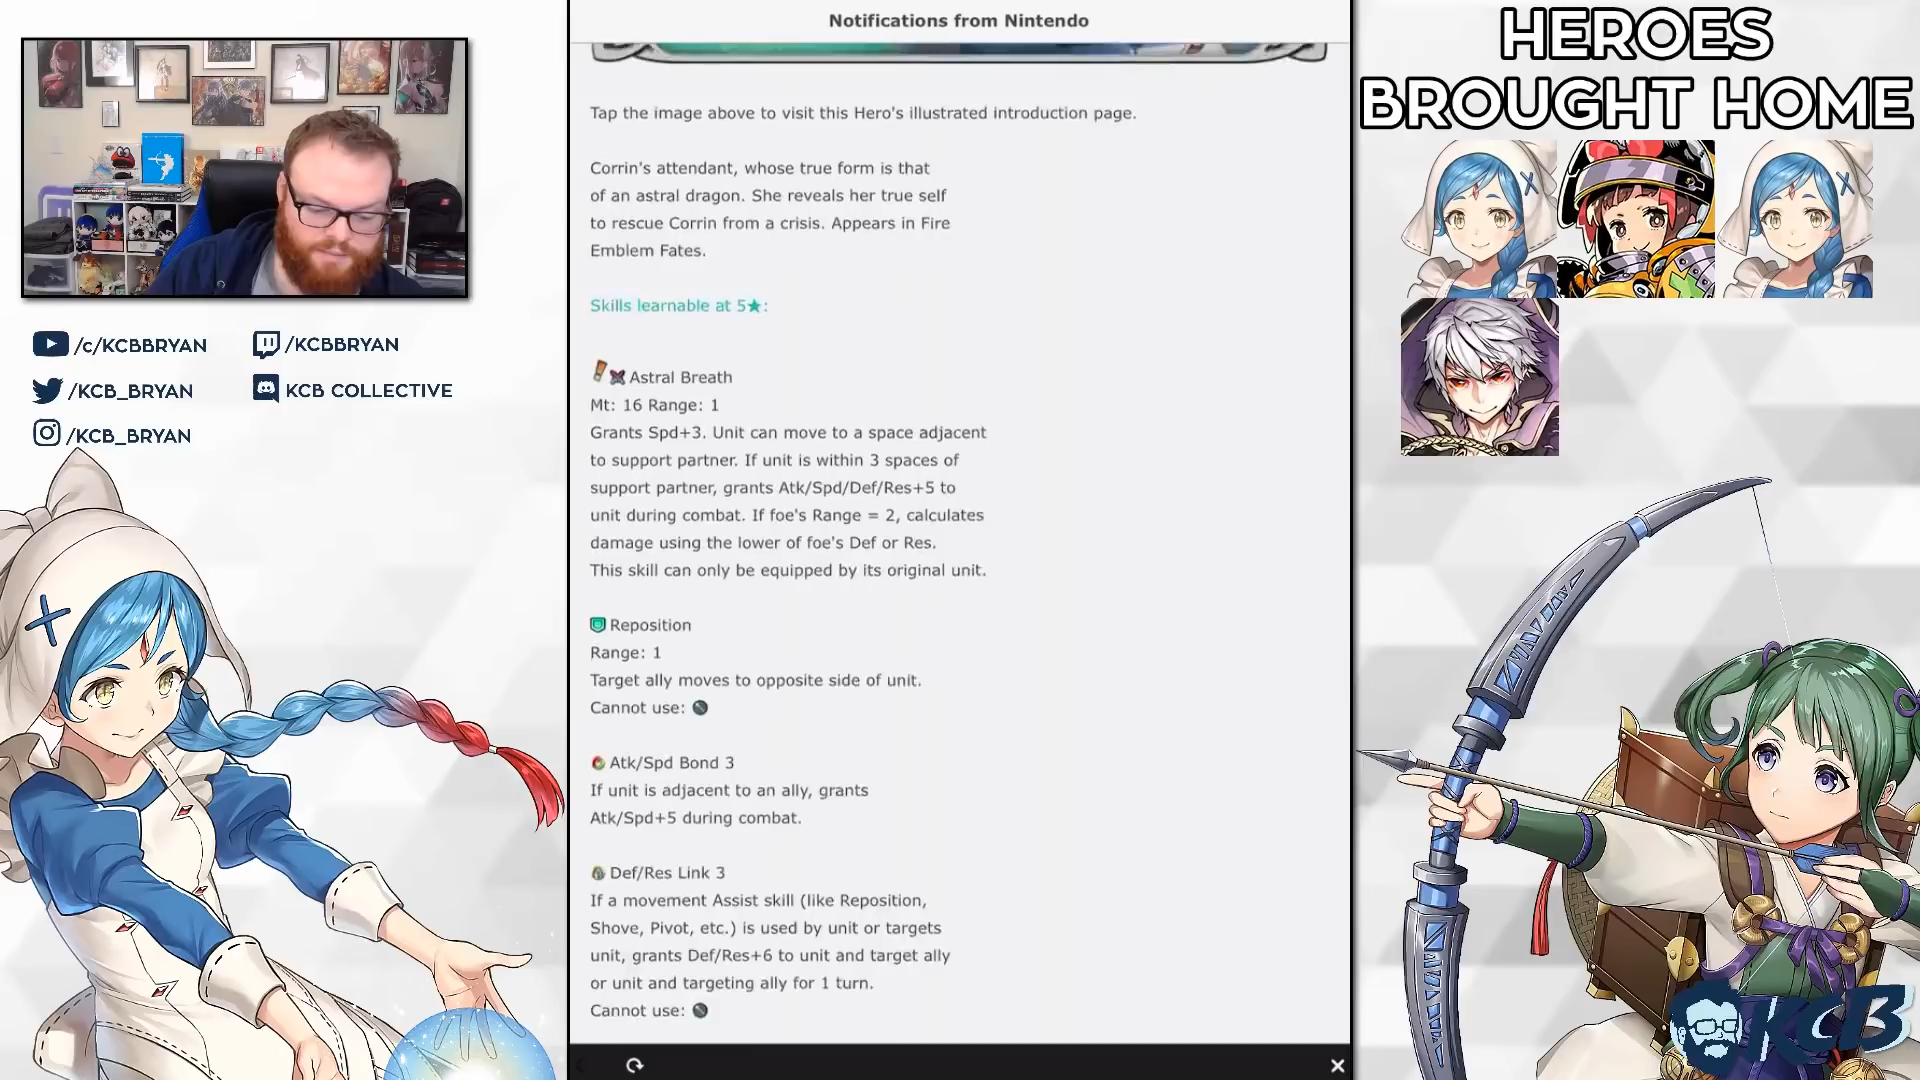 Notifications from Nintendo
HEROES
BROUGHT HOME
Tap the image above to visit this Hero's illustrated introduction page.
Corrin's attendant, whose true form is that
of an astral dragon. She reveals her true self
to rescue Corrin from a crisis. Appears in Fire
Emblem Fates.
Skills learnable at 5★:
Astral Breath
Mt: 16 Range: 1
Grants Spd+3. Unit can move to a space adjacent
to support partner. If unit is within 3 spaces of
support partner, grants Atk/Spd/Def/Res+5 to
unit during combat. If foe's Range = 2, calculates
damage using the lower of foe's Def or Res.
This skill can only be equipped by its original unit.
Reposition
Range: 1
Target ally moves to opposite side of unit.
Cannot use:
Atk/Spd Bond 3
If unit is adjacent to an ally, grants
Atk/Spd+5 during combat.
Def/Res Link 3
If a movement Assist skill (like Reposition,
Shove, Pivot, etc.) is used by unit or targets
unit, grants Def/Res+6 to unit and target ally
or unit and targeting ally for 1 turn.
Cannot use:
/c/KCBBRYAN
/KCBBRYAN
/KCB_BRYAN
KCB COLLECTIVE
/KCB_BRYAN
KCB